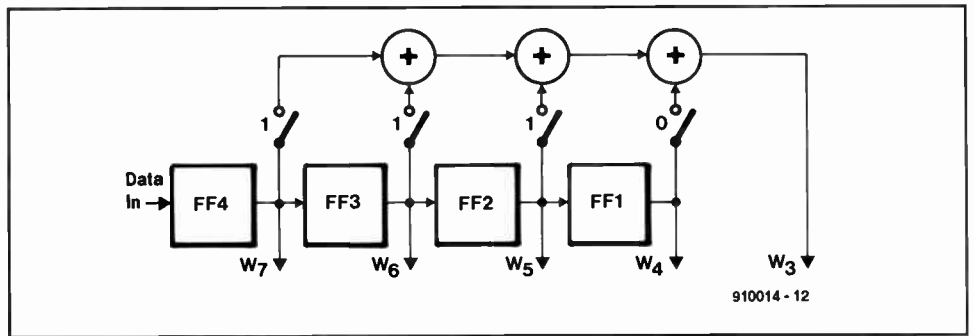 + + +
1 1 1 0
Data
In FF4 FF3 FF2 FF1
W7 W6 W5 W4 W3
910014 - 12